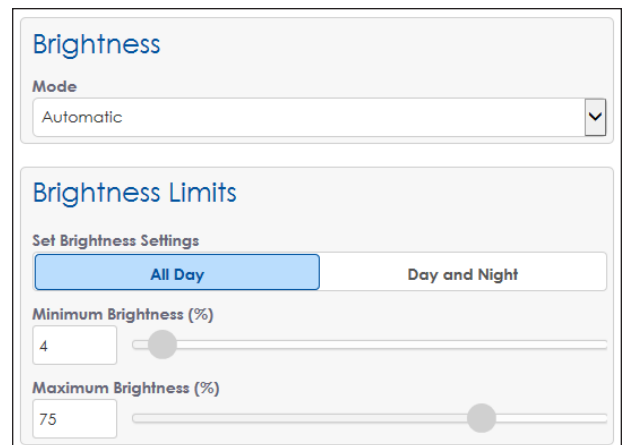 Brightness
Mode
Automatic
Brightness Limits
Set Brightness Settings
All Day Day and Night
Minimum Brightness (%)
4
Maximum Brightness (%)
75